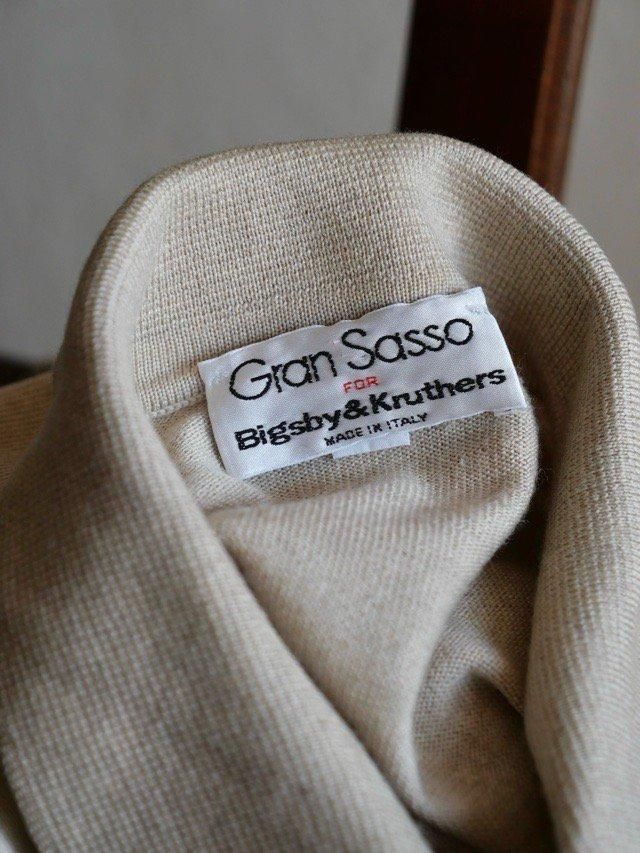 Gran Sasso
FOR
Bigsby&Kruthers
MADE IN ITALY